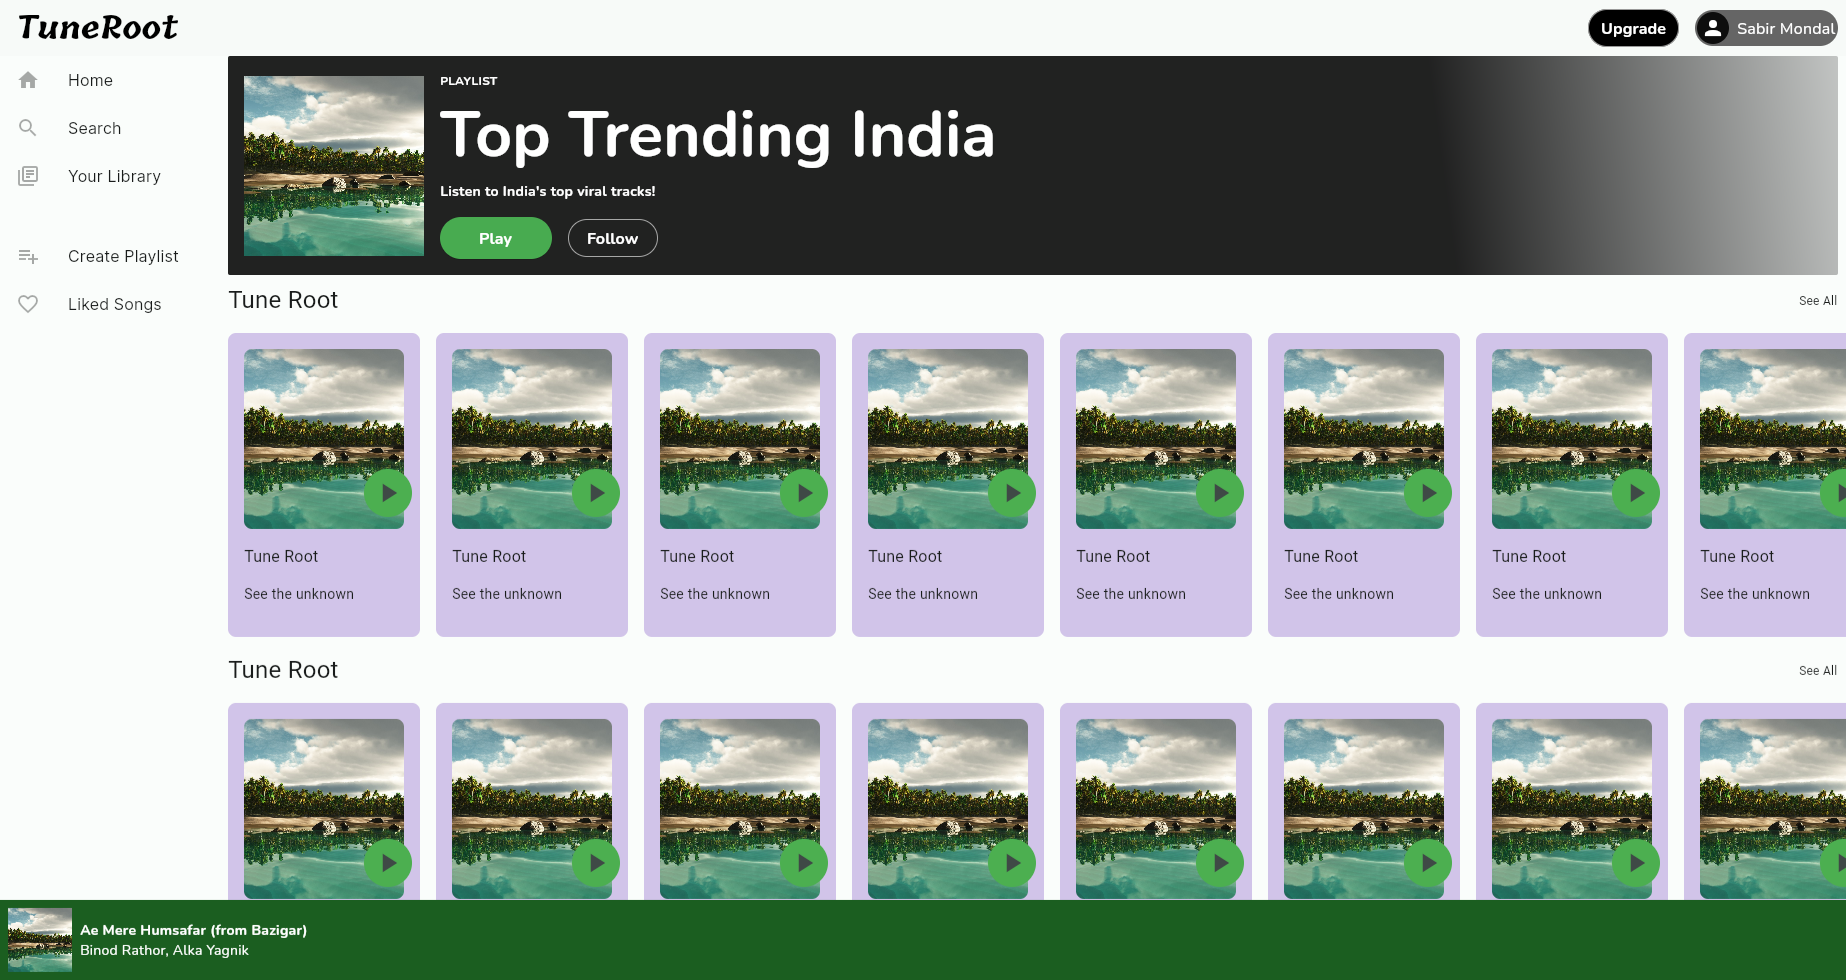 TuneRoot
Upgrade
Sabir Mondal
Home
Search
Your Library
Create Playlist
Liked Songs
PLAYLIST
Top Trending India
Listen to India's top viral tracks!
Play
Follow
Tune Root
See All
Tune Root
See the unknown
Tune Root
See the unknown
Tune Root
See the unknown
Tune Root
See the unknown
Tune Root
See the unknown
Tune Root
See the unknown
Tune Root
See the unknown
Tune Root
See the unknown
Tune Root
See All
Ae Mere Humsafar (from Bazigar)
Binod Rathor, Alka Yagnik